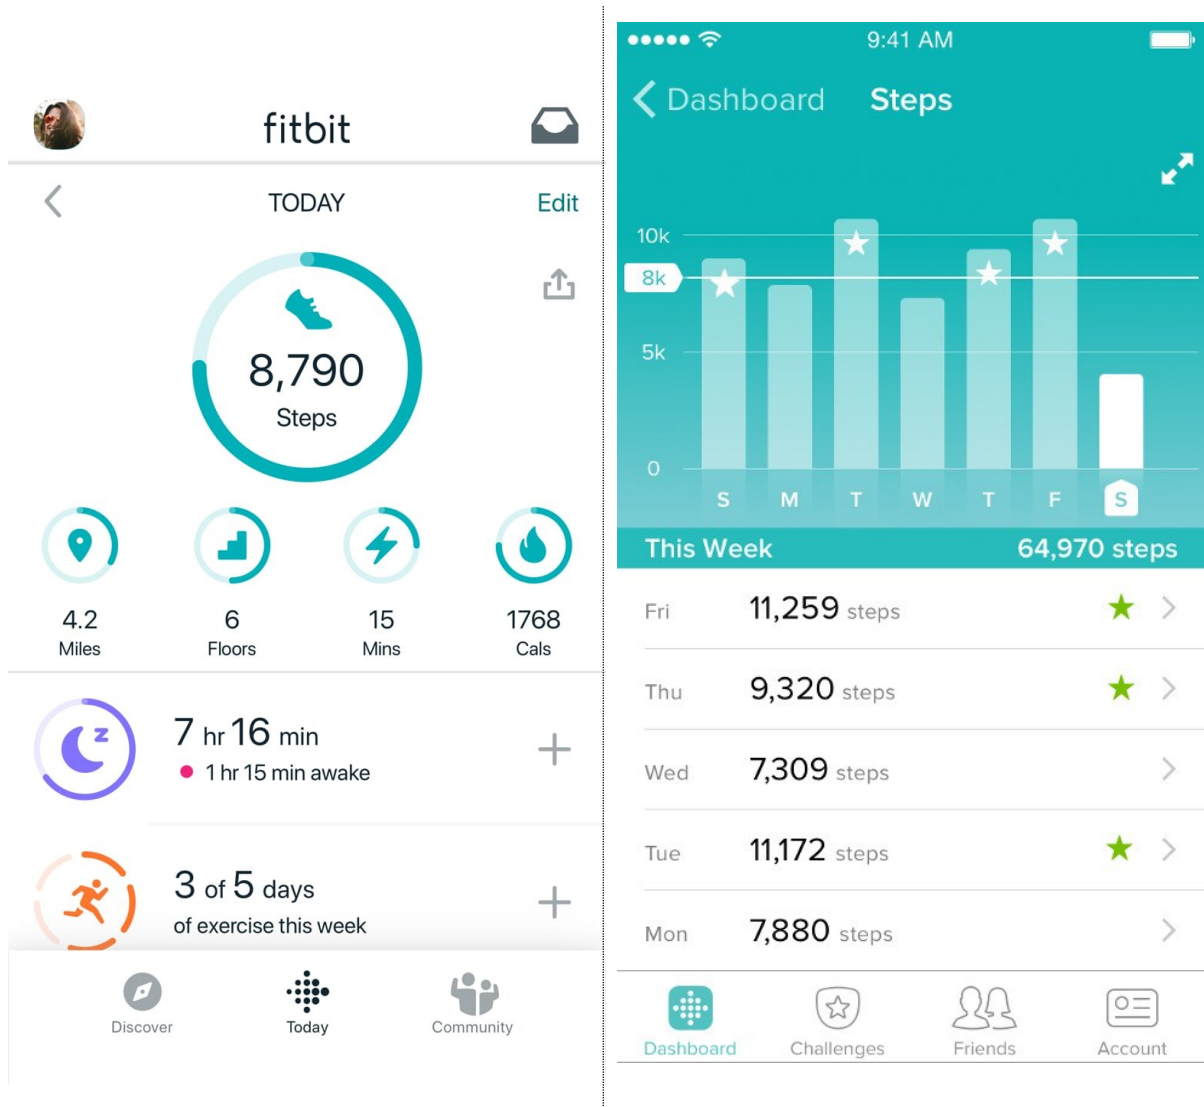 fitbit
TODAY
Edit
8,790
Steps
4.2
Miles
6
Floors
15
Mins
1768
Cals
z
7 hr 16 min
1 hr 15 min awake
3 of 5 days
of exercise this week
Discover
Today
Community
9:41 AM
Dashboard Steps
10k
8k
5k
0
S M T W T F S
This Week 64,970 steps
Fri 11,259 steps
Thu 9,320 steps
Wed 7,309 steps
Tue 11,172 steps
Mon 7,880 steps
Dashboard
Challenges
Friends
Account